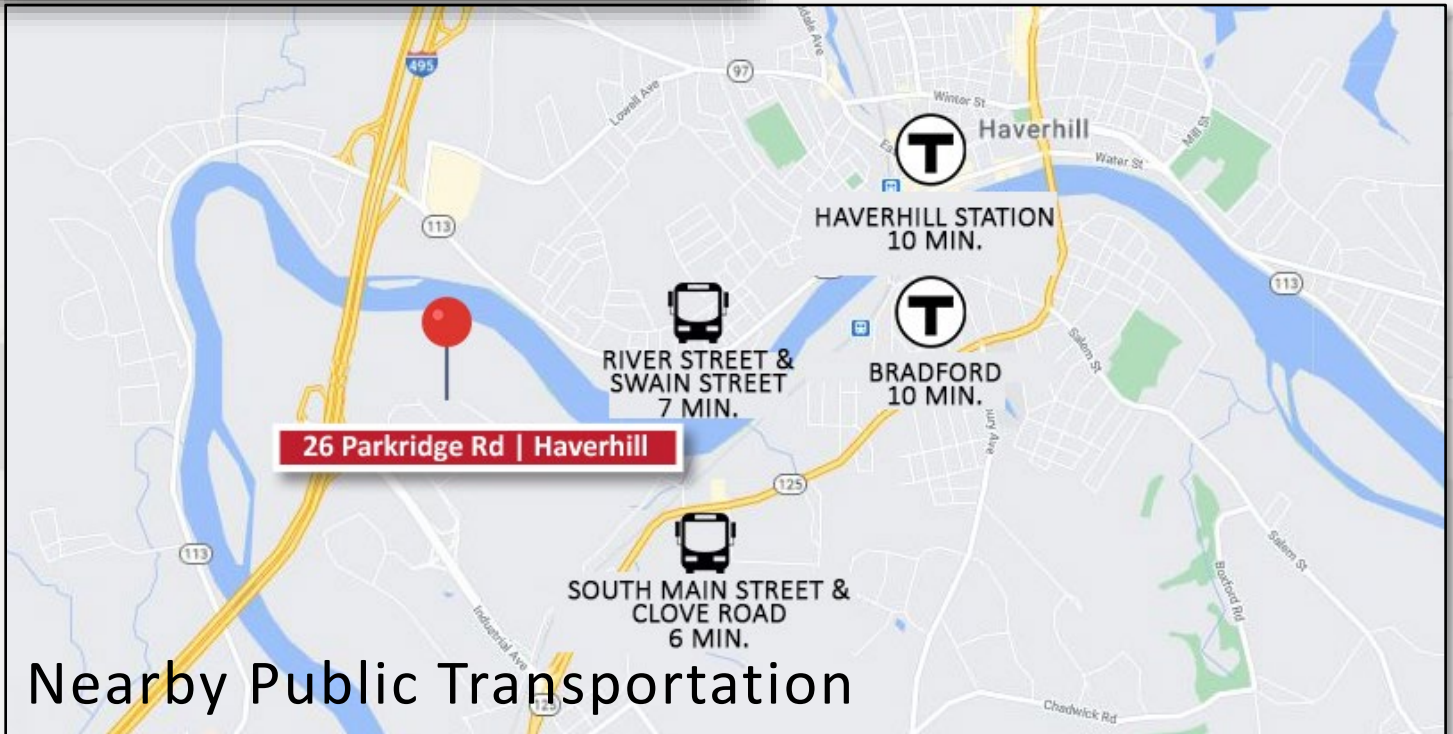 495
97
Lowell Ave
Winter St
Haverhill
Mill St
Water St
T
113
HAVERHILL STATION
10 MIN.
113
T
RIVER STREET &
SWAIN STREET
7 MIN.
BRADFORD
10 MIN.
Salem St
26 Parkridge Rd | Haverhill
125
113
SOUTH MAIN STREET &
CLOVE ROAD
6 MIN.
Salem St
Boxford Rd
Industrial Ave
Nearby Public Transportation
125
Chadwick Rd